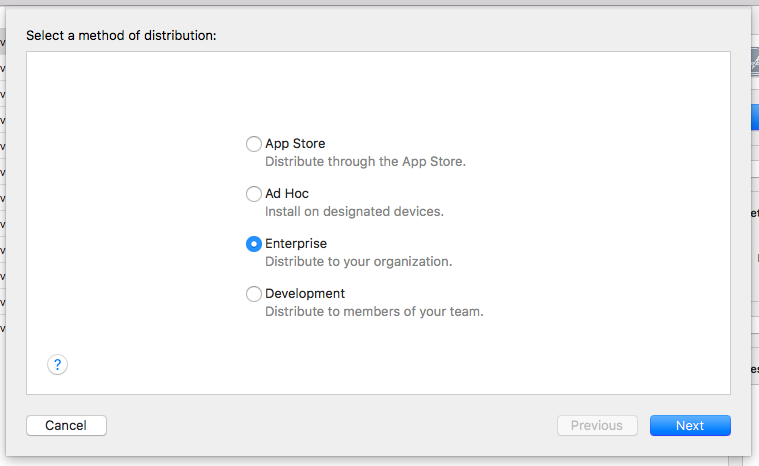 Select a method of distribution:
App Store
Distribute through the App Store.
Ad Hoc
Install on designated devices.
Enterprise
Distribute to your organization.
Development
Distribute to members of your team.
?
Cancel
Previous
Next